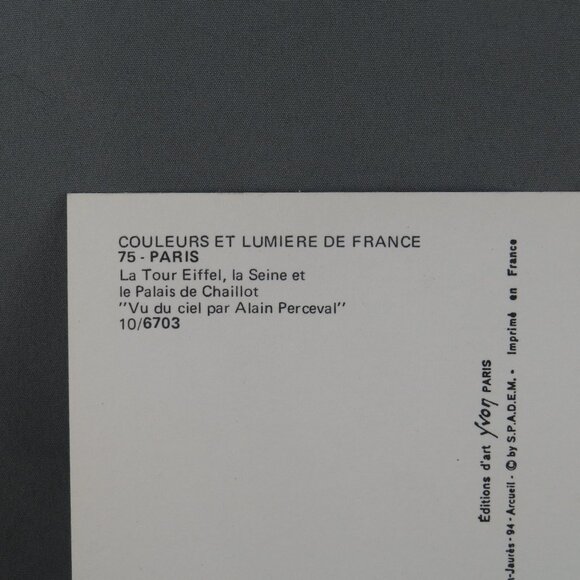 COULEURS ET LUMIERE DE FRANCE
75 - PARIS
La Tour Eiffel, la Seine et
le Palais de Chaillot
"Vu du ciel par Alain Perceval"
10/6703
Éditions d'art Yvon PARIS
-Jaurès - 94 - Arcueil - © by S.P.A.D.E.M. • Imprimé en France